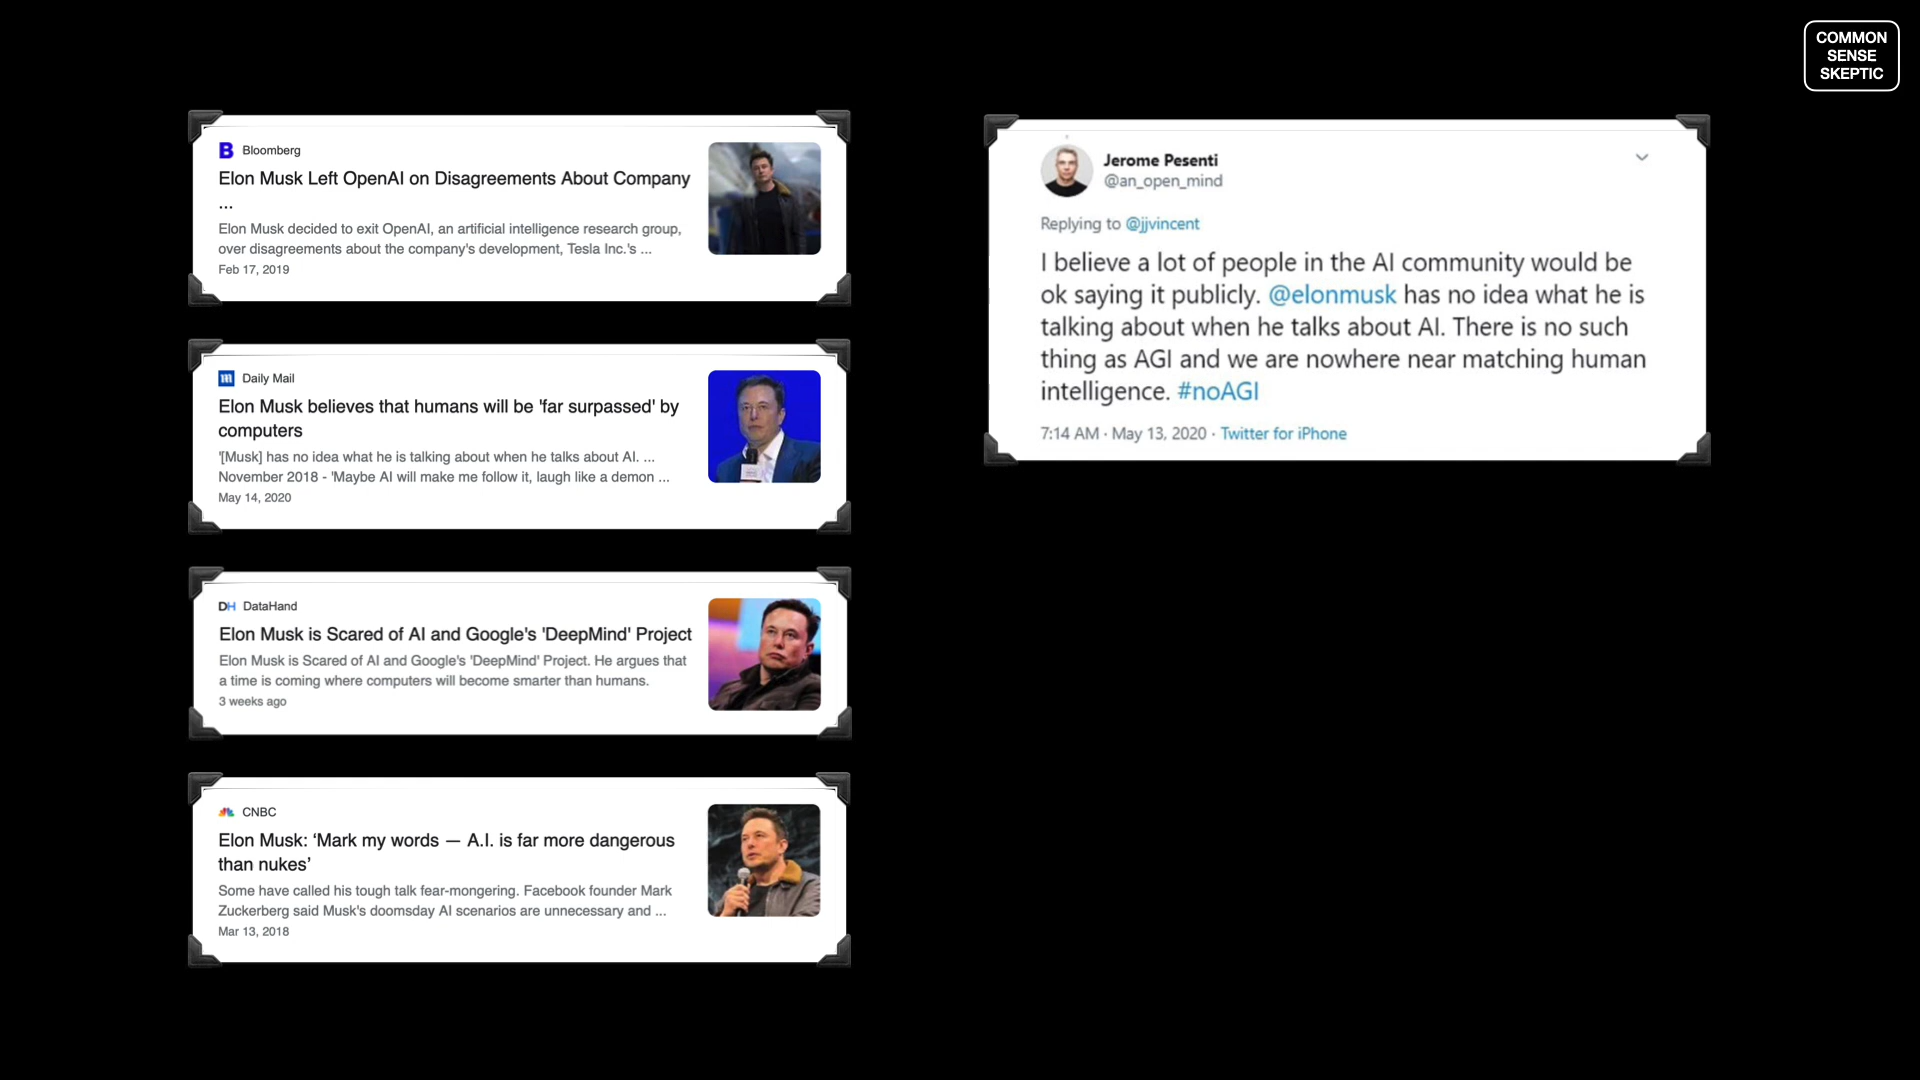 COMMON
SENSE
SKEPTIC
Bloomberg
Elon Musk Left OpenAI on Disagreements About Company
...
Elon Musk decided to exit OpenAI, an artificial intelligence research group,
over disagreements about the company's development, Tesla Inc.'s ...
Feb 17, 2019
Daily Mail
Elon Musk believes that humans will be 'far surpassed' by
computers
'[Musk] has no idea what he is talking about when he talks about AI. ...
November 2018 - 'Maybe AI will make me follow it, laugh like a demon ...
May 14, 2020
DH DataHand
Elon Musk is Scared of AI and Google's 'DeepMind' Project
Elon Musk is Scared of AI and Google's 'DeepMind' Project. He argues that
a time is coming where computers will become smarter than humans.
3 weeks ago
CNBC
Elon Musk: ‘Mark my words — A.I. is far more dangerous
than nukes’
Some have called his tough talk fear-mongering. Facebook founder Mark
Zuckerberg said Musk's doomsday AI scenarios are unnecessary and ...
Mar 13, 2018
Jerome Pesenti
@an_open_mind
Replying to @jjvincent
I believe a lot of people in the AI community would be
ok saying it publicly. @elonmusk has no idea what he is
talking about when he talks about AI. There is no such
thing as AGI and we are nowhere near matching human
intelligence. #noAGI
7:14 AM · May 13, 2020 · Twitter for iPhone